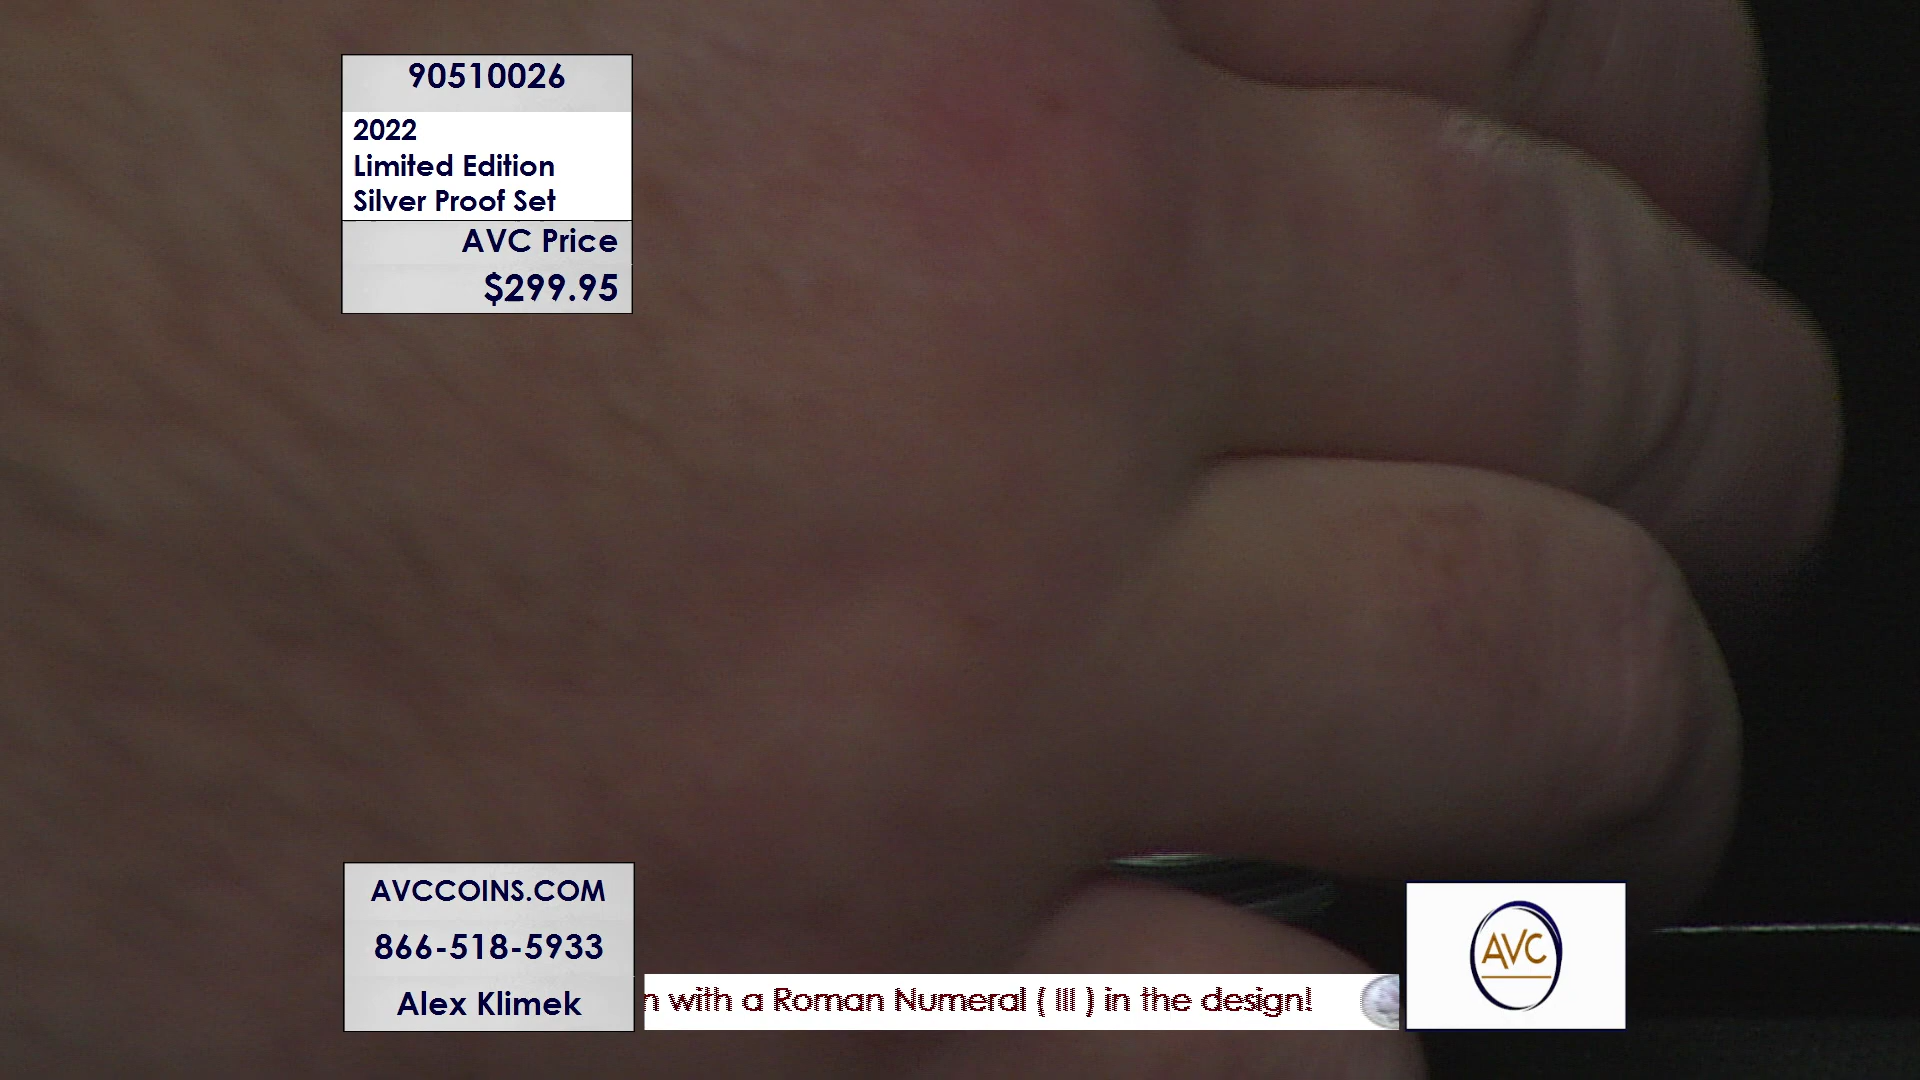 90510026
2022
Limited Edition
Silver Proof Set
AVC Price
$299.95
AVCCOINS.COM
866-518-5933
Alex Klimek
with a Roman Numeral ( III ) in the design!
AVC